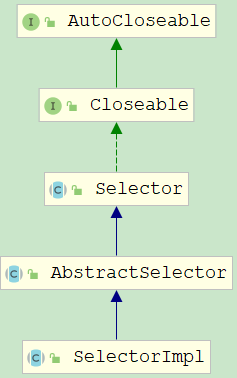 I AutoCloseable
I Closeable
C Selector
C AbstractSelector
C SelectorImpl